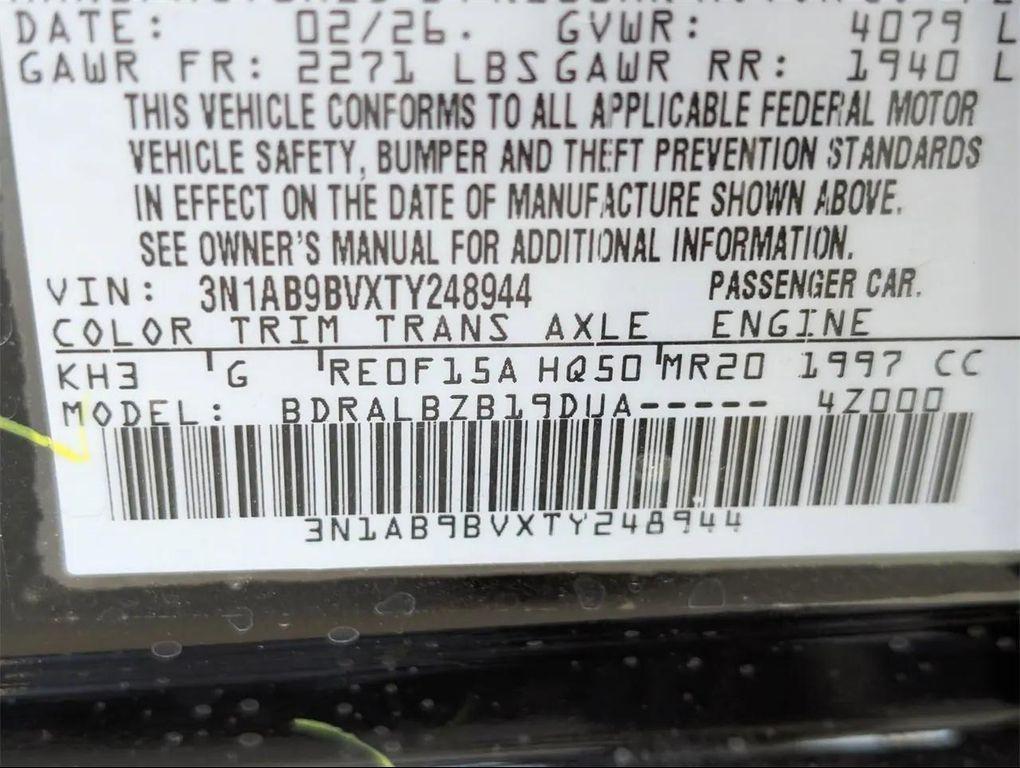 DATE: 02/26. GVWR: 4079 L
GAWR FR: 2271 LBS GAWR RR: 1940 L
THIS VEHICLE CONFORMS TO ALL APPLICABLE FEDERAL MOTOR
VEHICLE SAFETY, BUMPER AND THEFT PREVENTION STANDARDS
IN EFFECT ON THE DATE OF MANUFACTURE SHOWN ABOVE.
SEE OWNER'S MANUAL FOR ADDITIONAL INFORMATION.
VIN: 3N1AB9BVXTY248944 PASSENGER CAR.
COLOR TRIM TRANS AXLE ENGINE
KH3 G RE0F15A HQ50 MR20 1997 CC
MODEL: BDRALBZB19DUA----- 4Z000
3N1AB9BVXTY248944